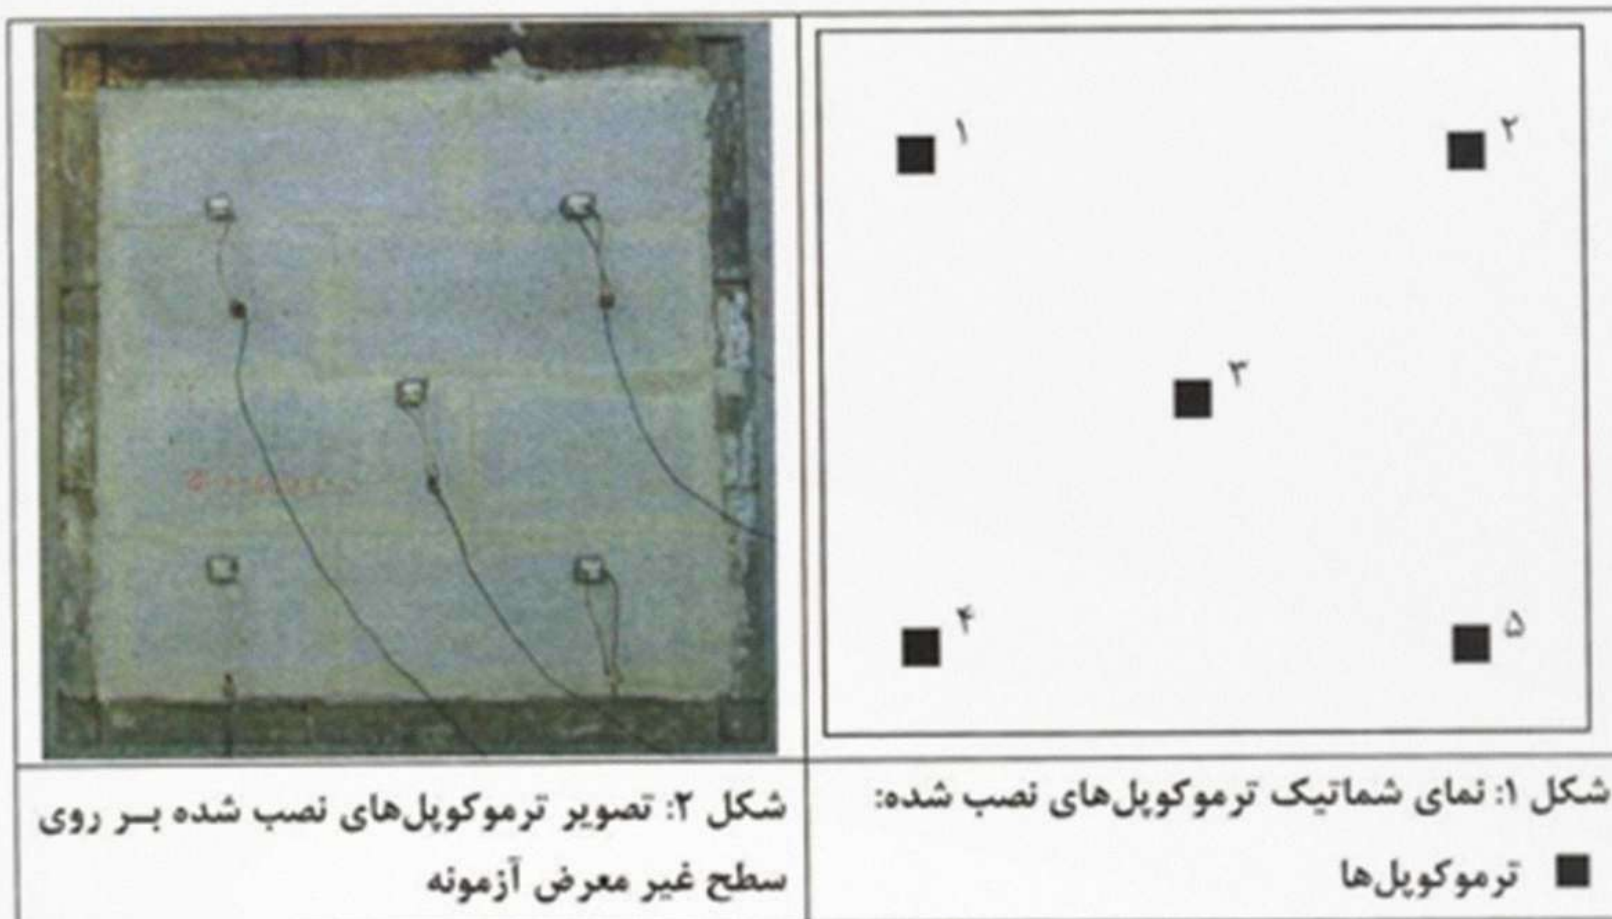 ۱
۲
۳
۴
۵
شکل ۱: نمای شماتیک ترموکوپل‌های نصب شده:
ترموکوپل‌ها
شکل ۲: تصویر ترموکوپل‌های نصب شده بــر روی
سطح غیر معرض آزمونه